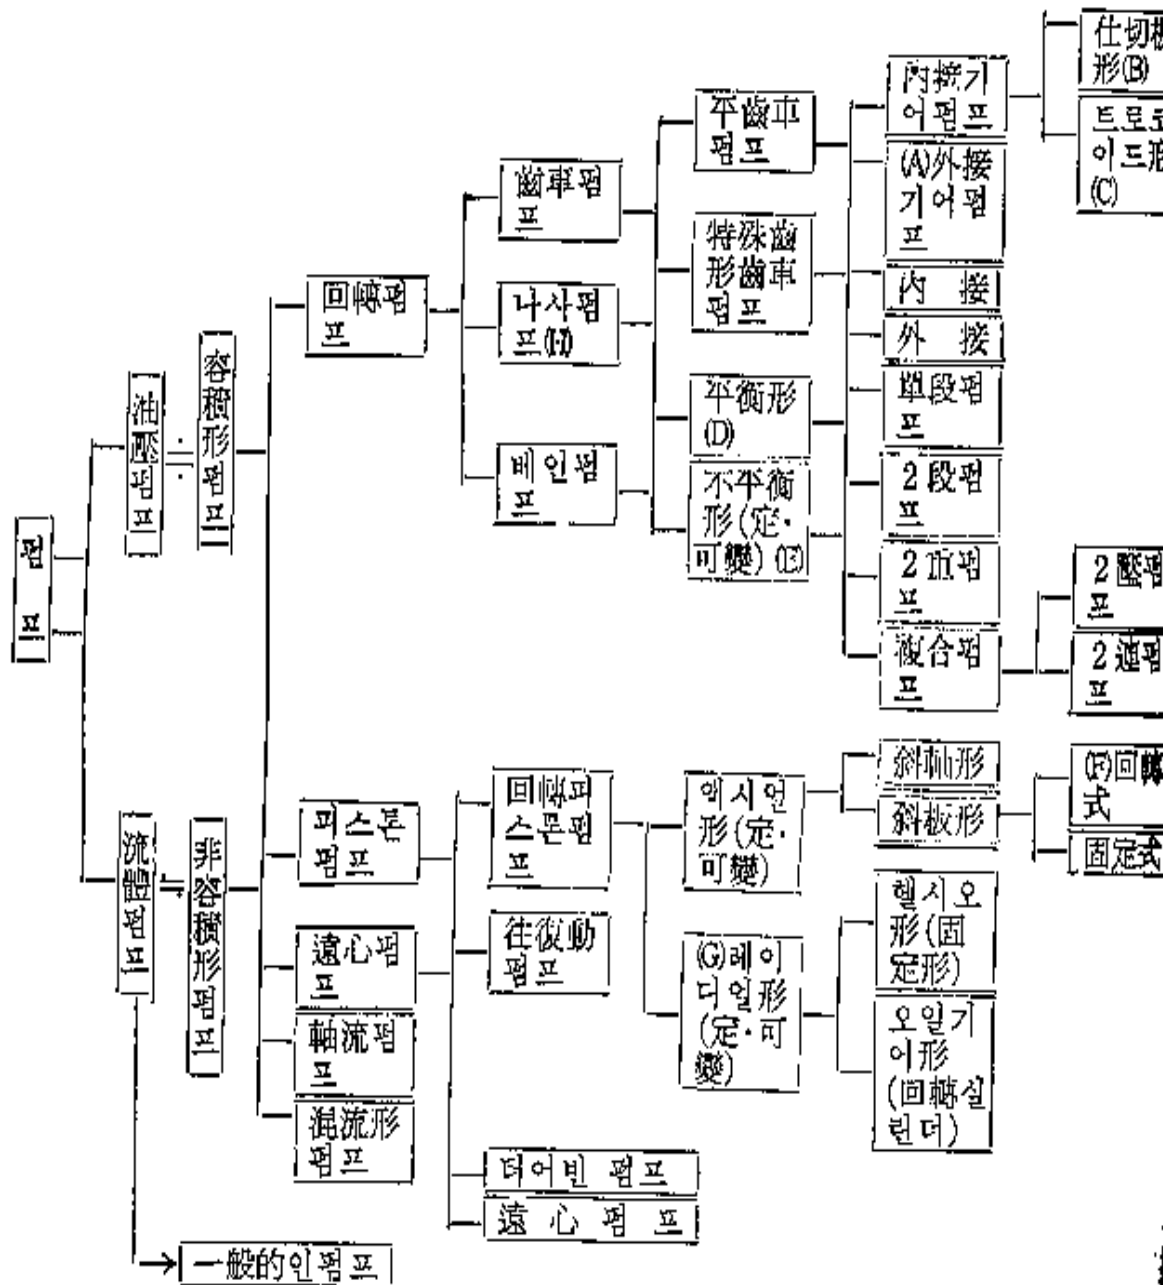 펌
프
油
壓
펌
프
容
積
形
펌
프
流
體
펌
프
非
容
積
形
펌
프
一般的인펌프
回轉펌
프
피스톤
펌프
遠心펌
프
軸流펌
프
混流形
펌프
齒車펌
프
나사펌
프(H)
베인펌
프
回轉피
스톤펌
프
往復動
펌프
터어빈 펌프
遠心펌프
平齒車
펌프
特殊齒
形齒車
펌프
平衡形
(D)
不平衡
形(定·
可變)(E)
액시언
形(定·
可變)
(G)레이
디얼形
(定·可
變)
內接기
어펌프
(A)外接
기어펌
프
內 接
外 接
單段펌
프
2段펌
프
2重펌
프
複合펌
프
斜軸形
斜板形
헬시오
形(固
定形)
오일기
어形
(回轉실
린더)
仕切
形(B)
트로코
이드形
(C)
2壓펌
프
2連펌
프
(F)回轉
式
固定式